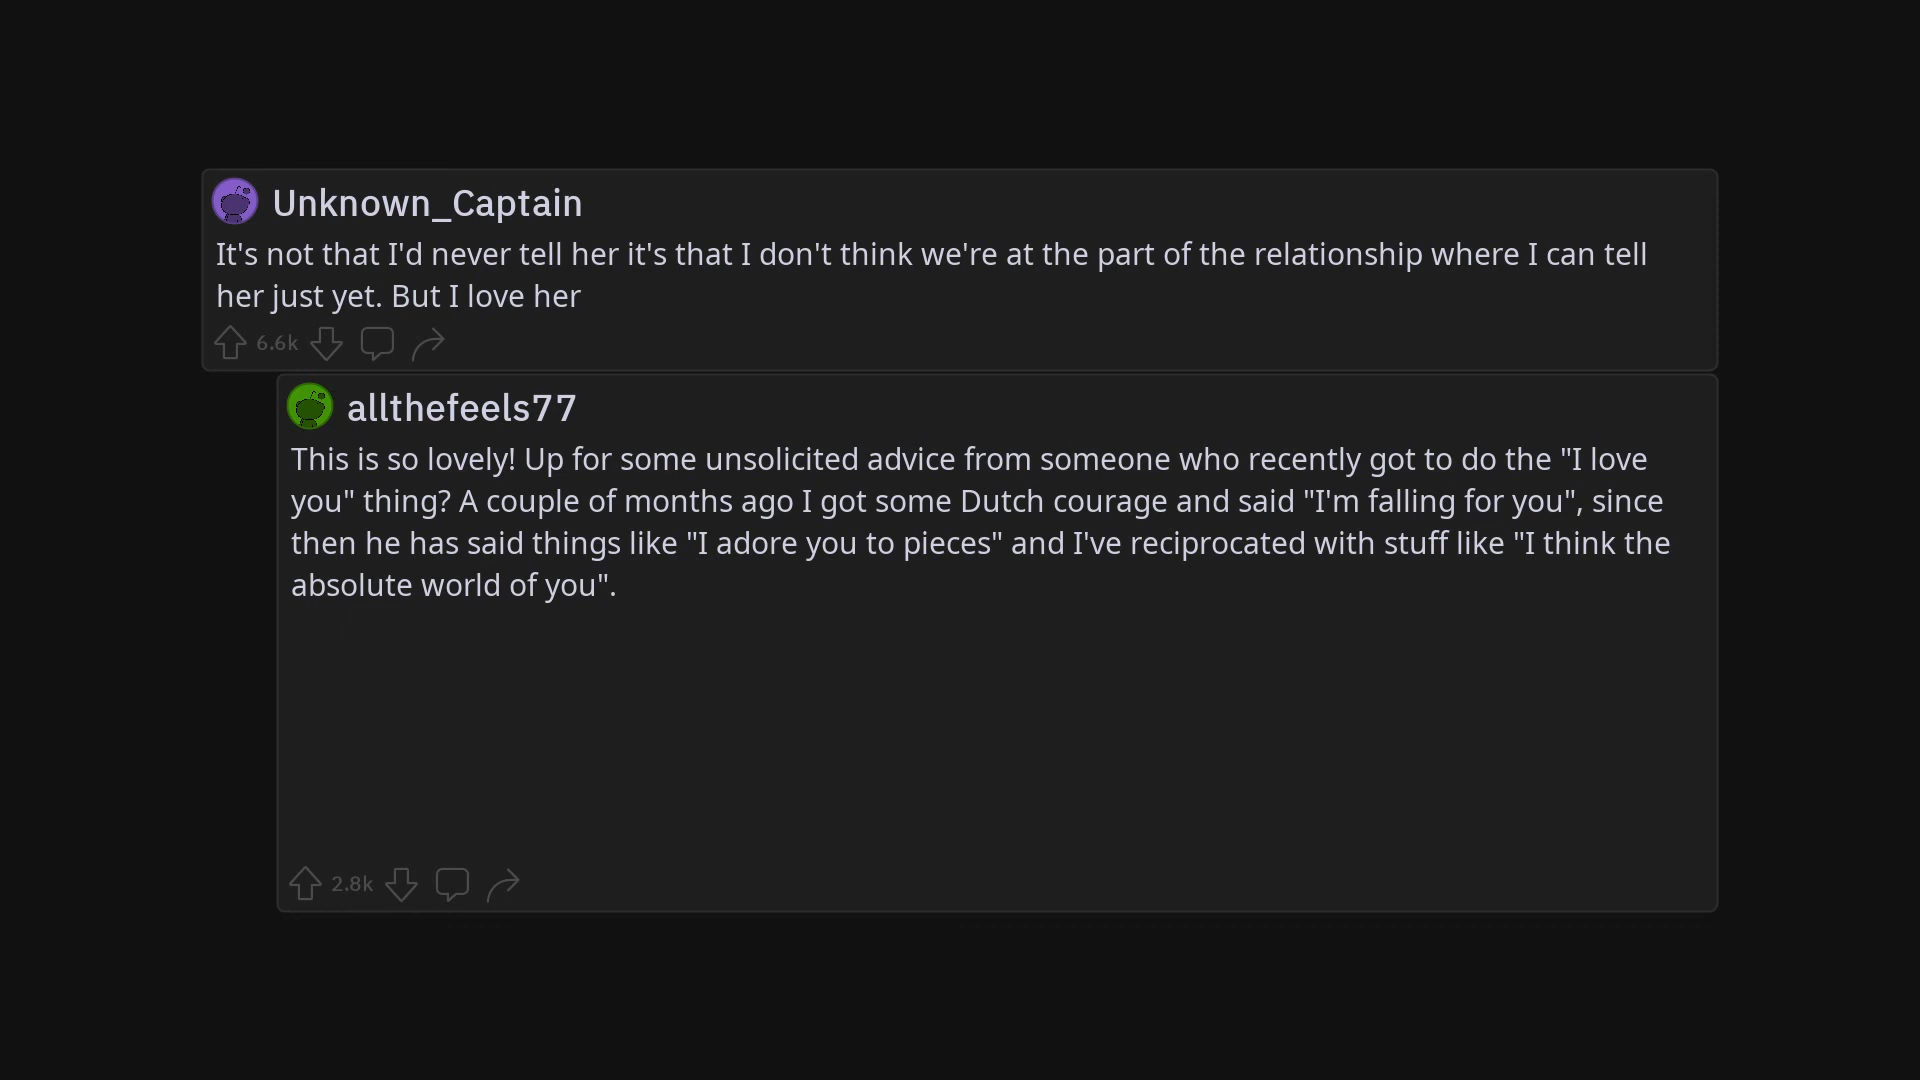 Unknown_Captain
It's not that I'd never tell her it's that I don't think we're at the part of the relationship where I can tell
her just yet. But I love her
6.6k
allthefeels77
This is so lovely! Up for some unsolicited advice from someone who recently got to do the "I love
you" thing? A couple of months ago I got some Dutch courage and said "I'm falling for you", since
then he has said things like "I adore you to pieces" and I've reciprocated with stuff like "I think the
absolute world of you".
2.8k